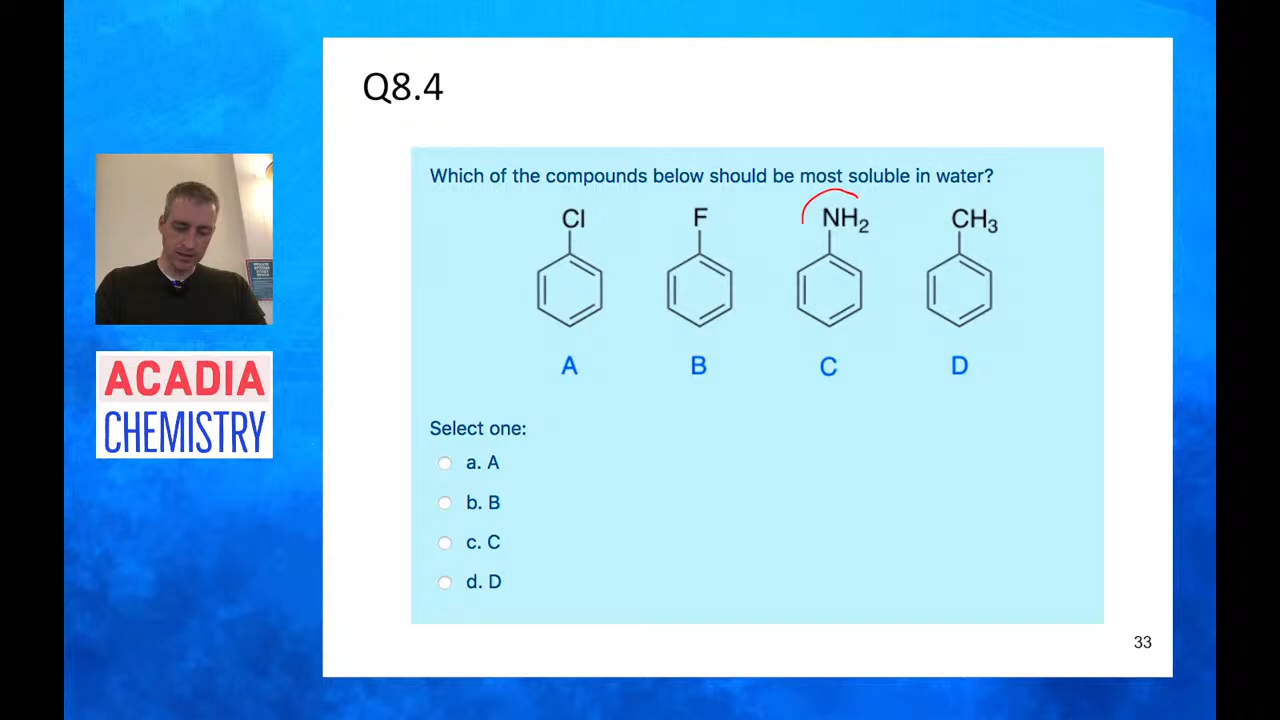 Q8.4
Which of the compounds below should be most soluble in water?
Cl F NH₂ CH₃
A B C D
Select one:
a. A
b. B
c. C
d. D
33
ACADIA
CHEMISTRY